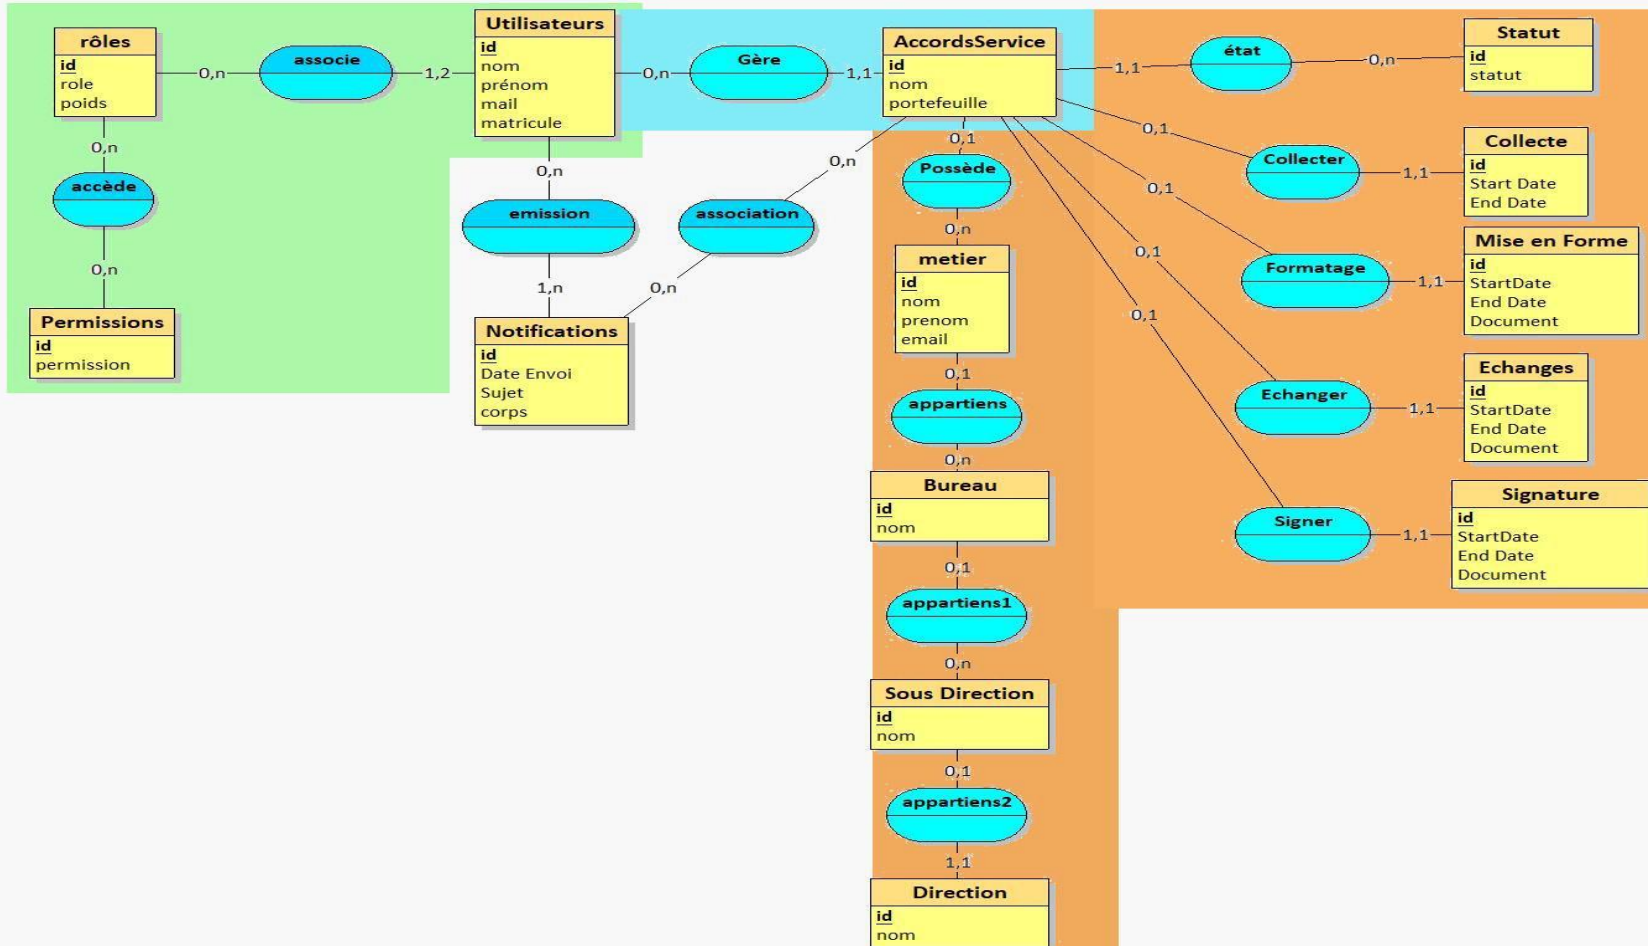 rôles
id
role
poids
0,n
associe
1,2
Utilisateurs
id
nom
prénom
mail
matricule
0,n
Gère
1,1
AccordsService
id
nom
portefeuille
1,1
état
0,n
Statut
id
statut
0,n
accède
0,n
Permissions
id
permission
0,n
emission
1,n
Notifications
id
Date Envoi
Sujet
corps
0,n
association
0,n
0,1
Possède
0,n
metier
id
nom
prenom
email
0,1
appartiens
0,n
Bureau
id
nom
0,1
appartiens1
0,n
Sous Direction
id
nom
0,1
appartiens2
1,1
Direction
id
nom
0,1
Collecter
1,1
Collecte
id
Start Date
End Date
0,1
Formatage
1,1
Mise en Forme
id
StartDate
End Date
Document
0,1
Echanger
1,1
Echanges
id
StartDate
End Date
Document
0,1
Signer
1,1
Signature
id
StartDate
End Date
Document